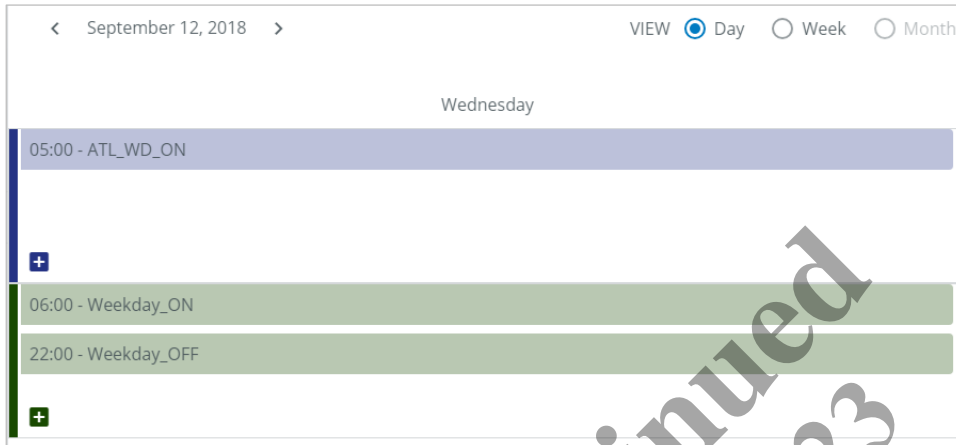 September 12, 2018 VIEW Day Week Month
Wednesday
05:00 - ATL_WD_ON
06:00 - Weekday_ON
22:00 - Weekday_OFF